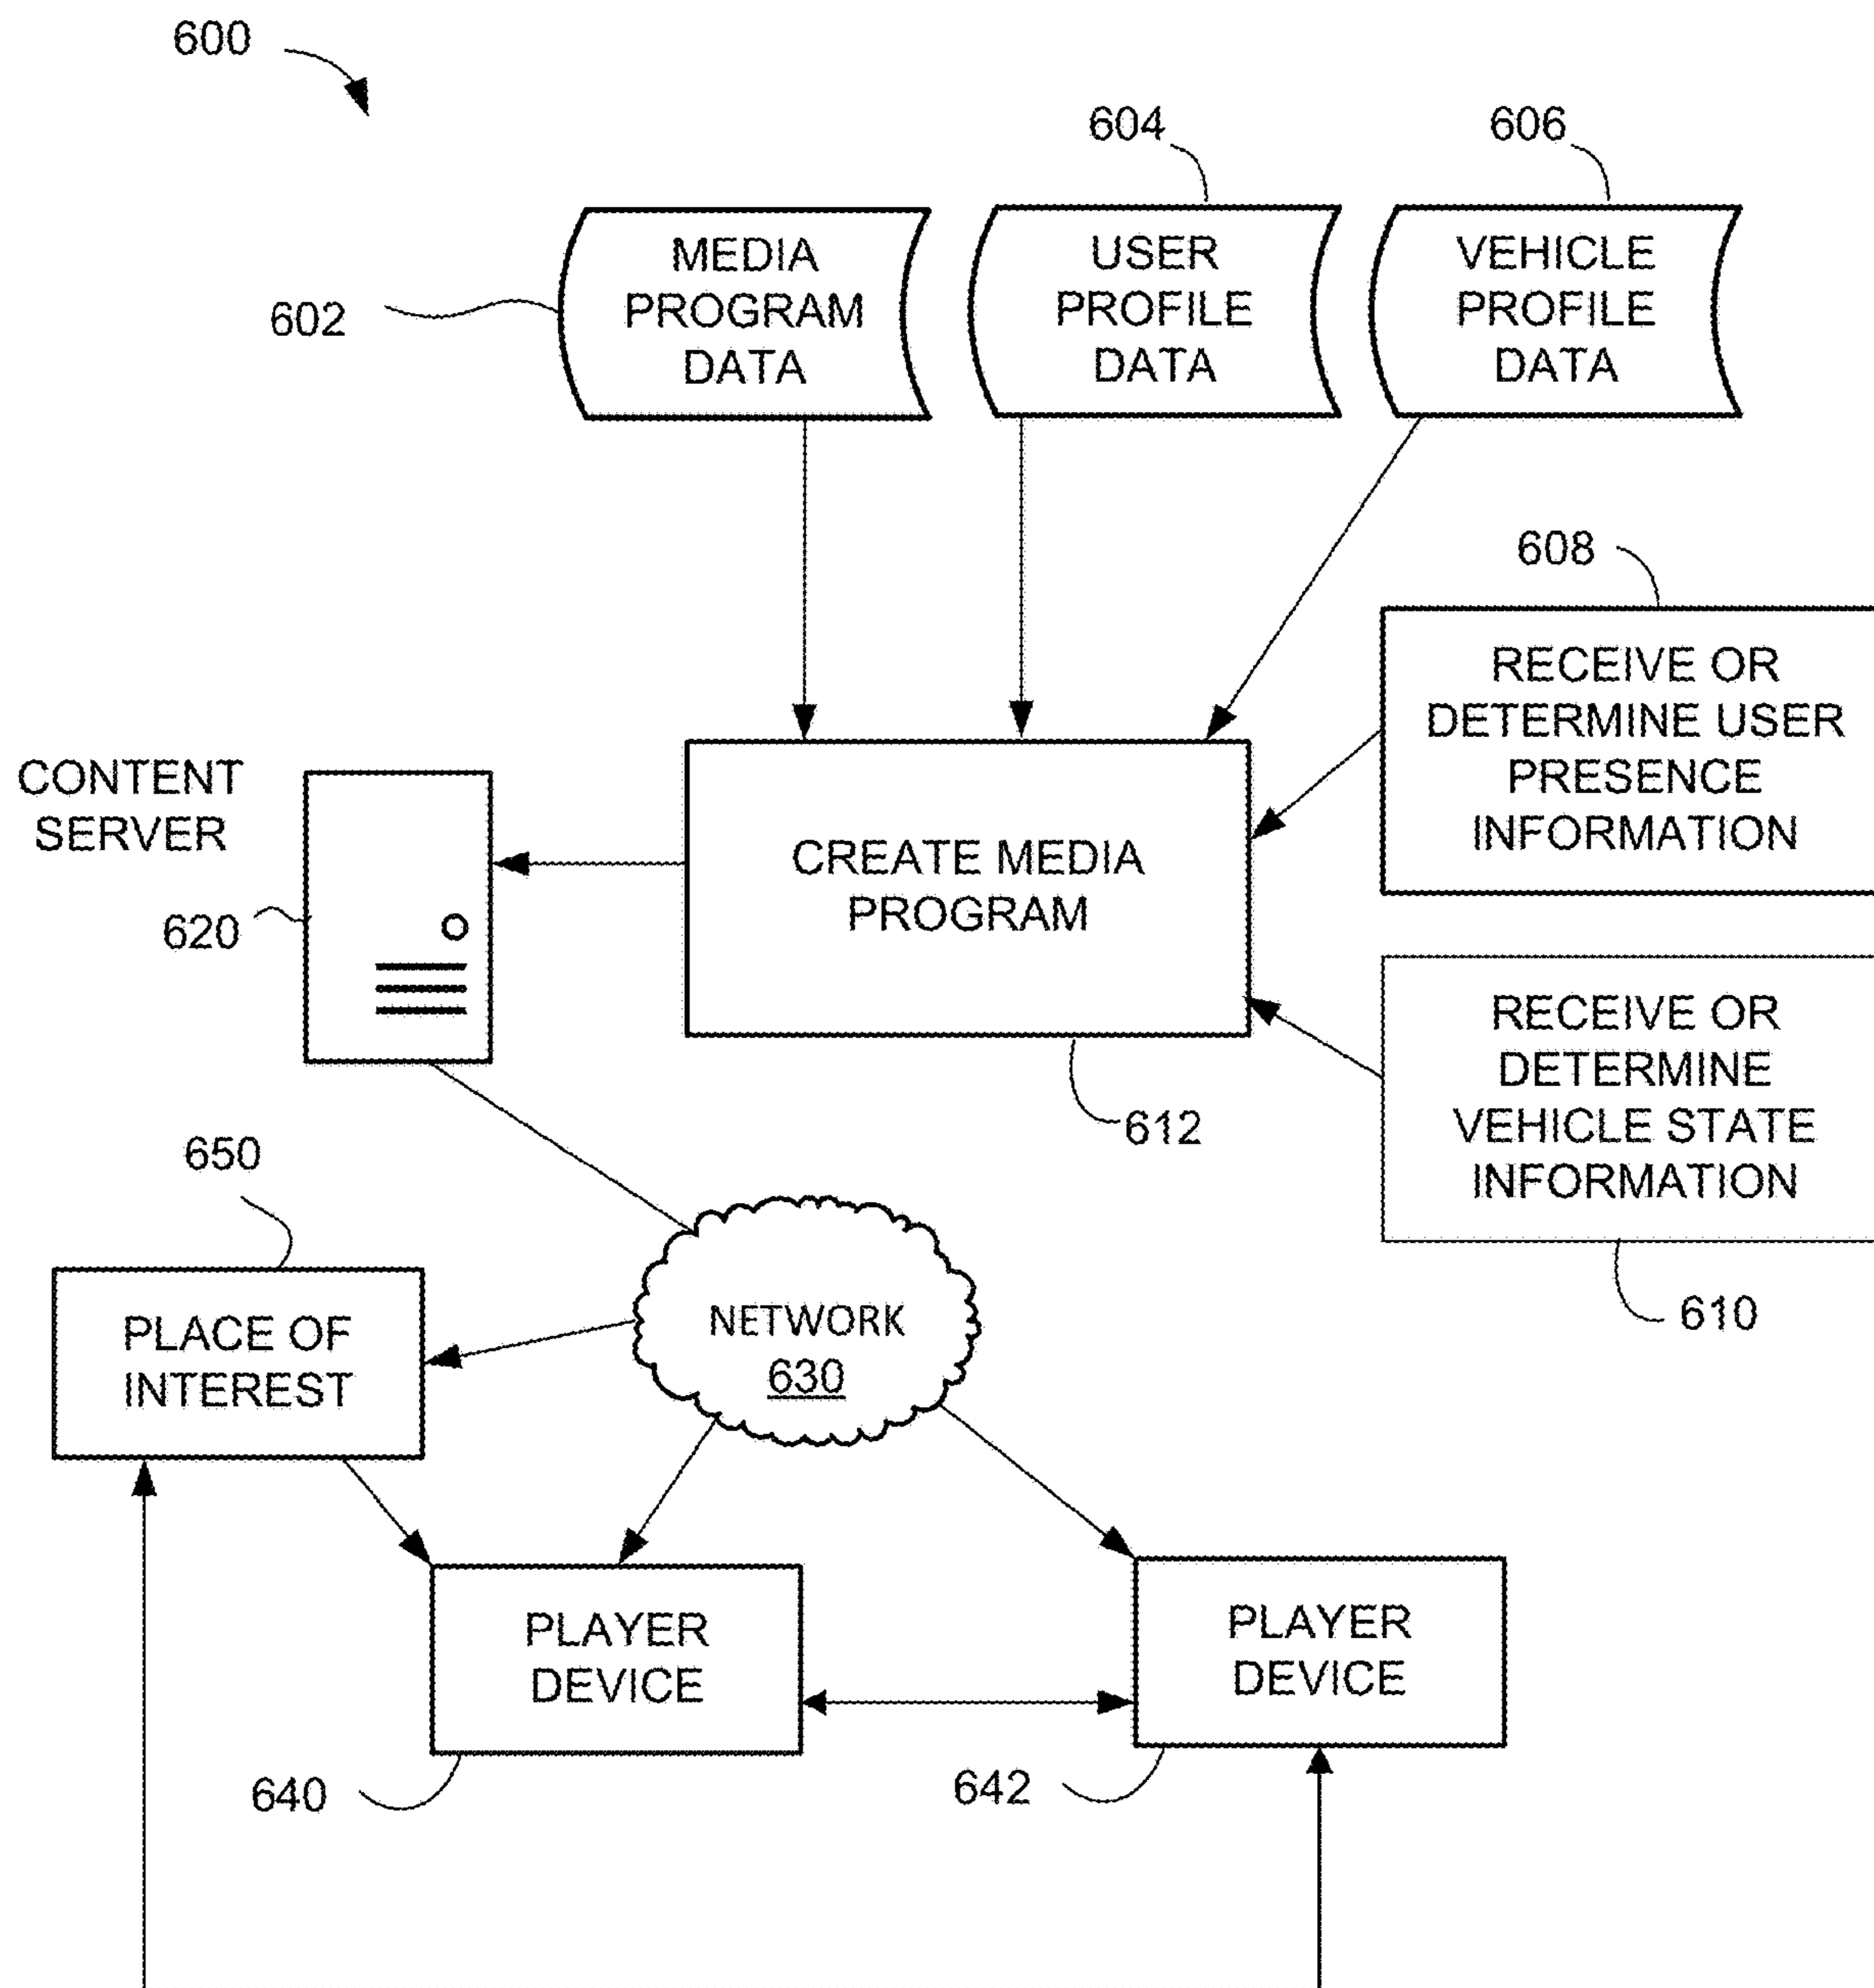 600
604
606
MEDIA
PROGRAM
DATA
USER
PROFILE
DATA
VEHICLE
PROFILE
DATA
602
608
RECEIVE OR
DETERMINE USER
PRESENCE
INFORMATION
CONTENT
SERVER
CREATE MEDIA
PROGRAM
620
RECEIVE OR
DETERMINE
VEHICLE STATE
INFORMATION
612
650
610
PLACE OF
INTEREST
NETWORK
630
PLAYER
DEVICE
PLAYER
DEVICE
640
642